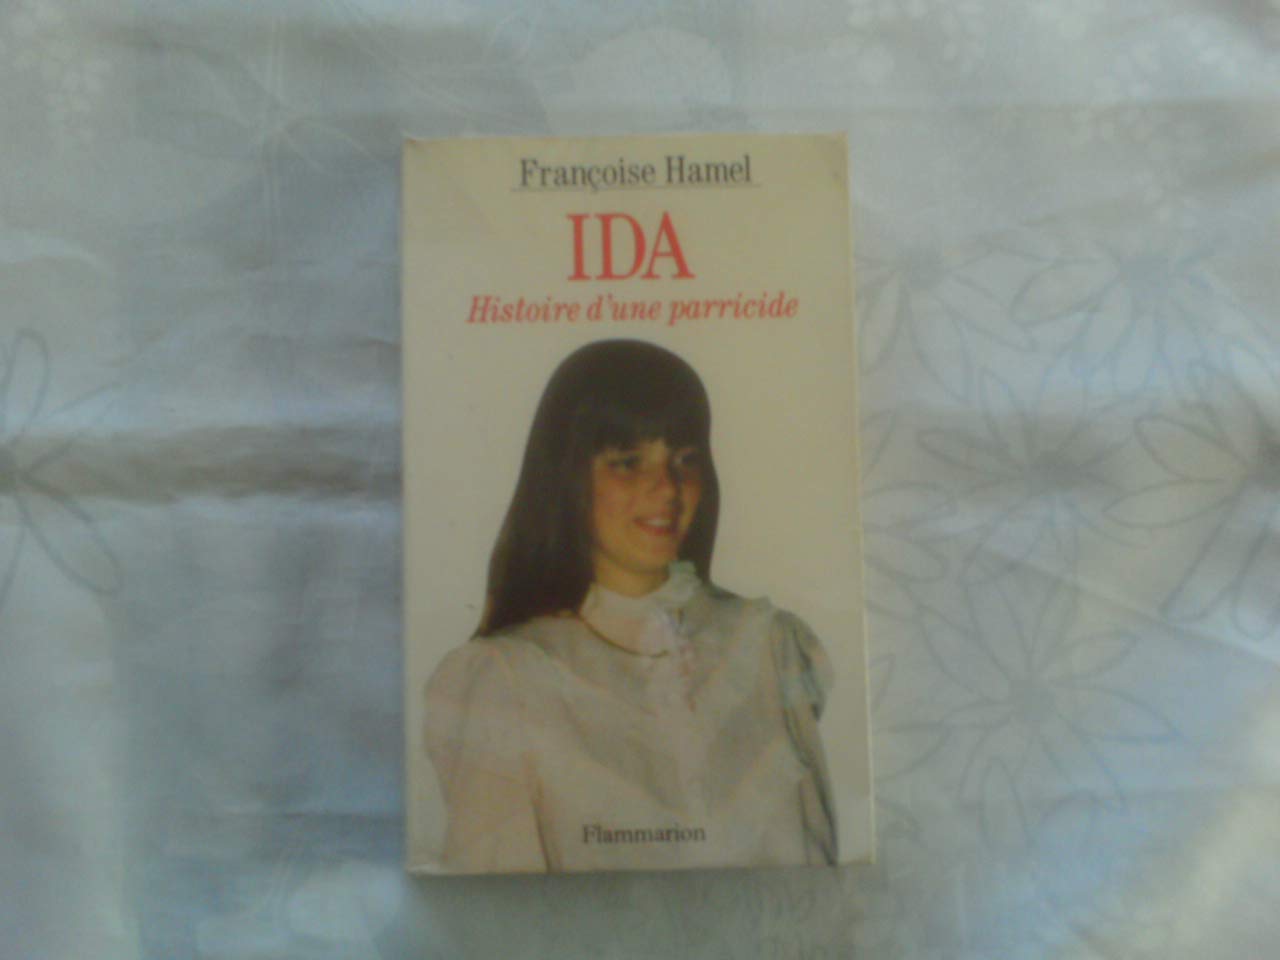 Françoise Hamel
IDA
Histoire d'une parricide
Flammarion